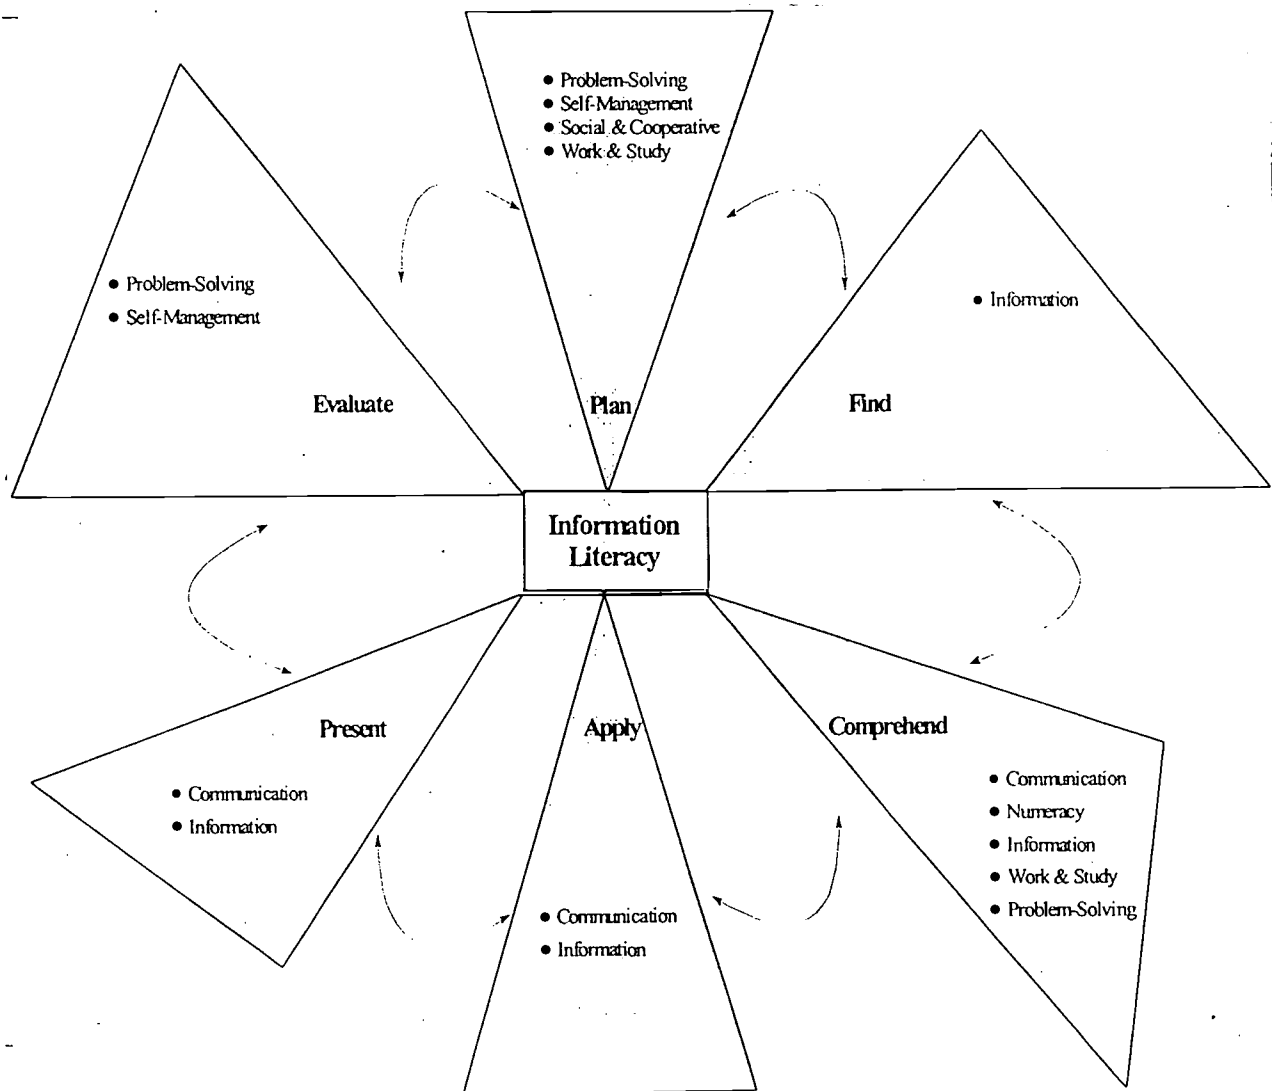 • Problem-Solving
• Self-Management
• Social & Cooperative
• Work & Study
Plan
• Information
Find
• Problem-Solving
• Self-Management
Evaluate
Information
Literacy
Comprehend
• Communication
• Numeracy
• Information
• Work & Study
• Problem-Solving
Apply
• Communication
• Information
Present
• Communication
• Information